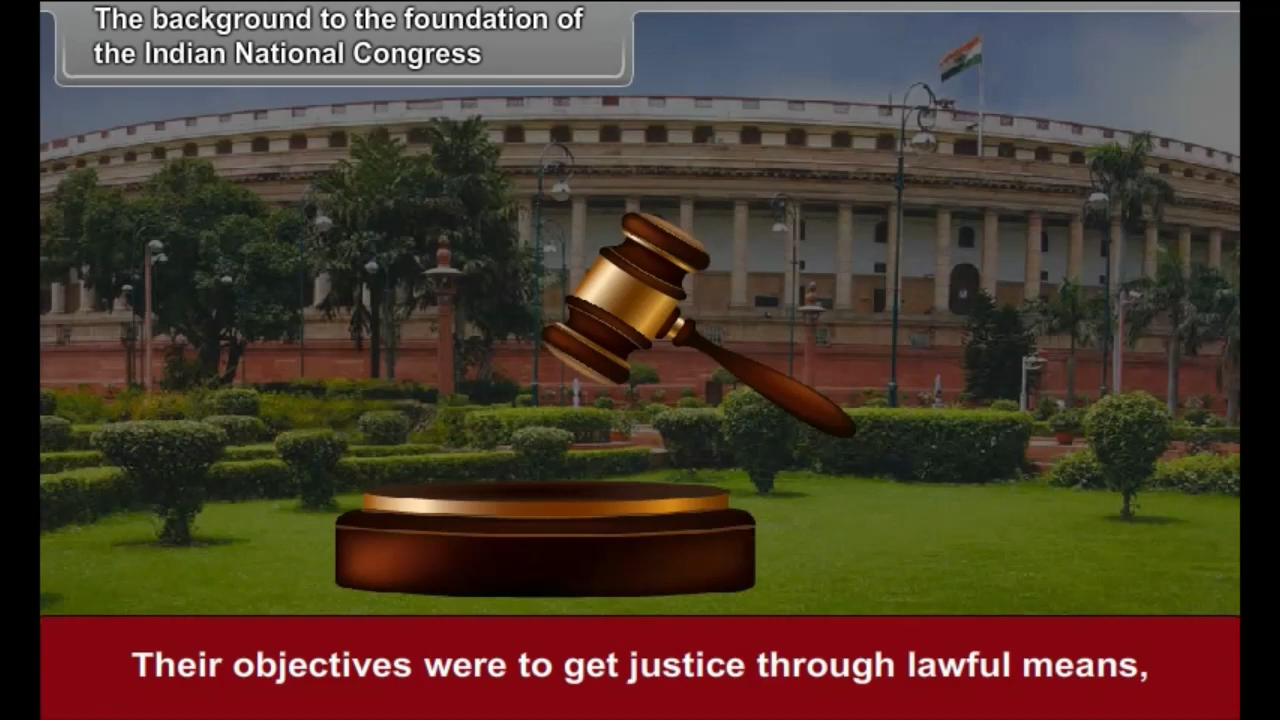 The background to the foundation of
the Indian National Congress
Their objectives were to get justice through lawful means,